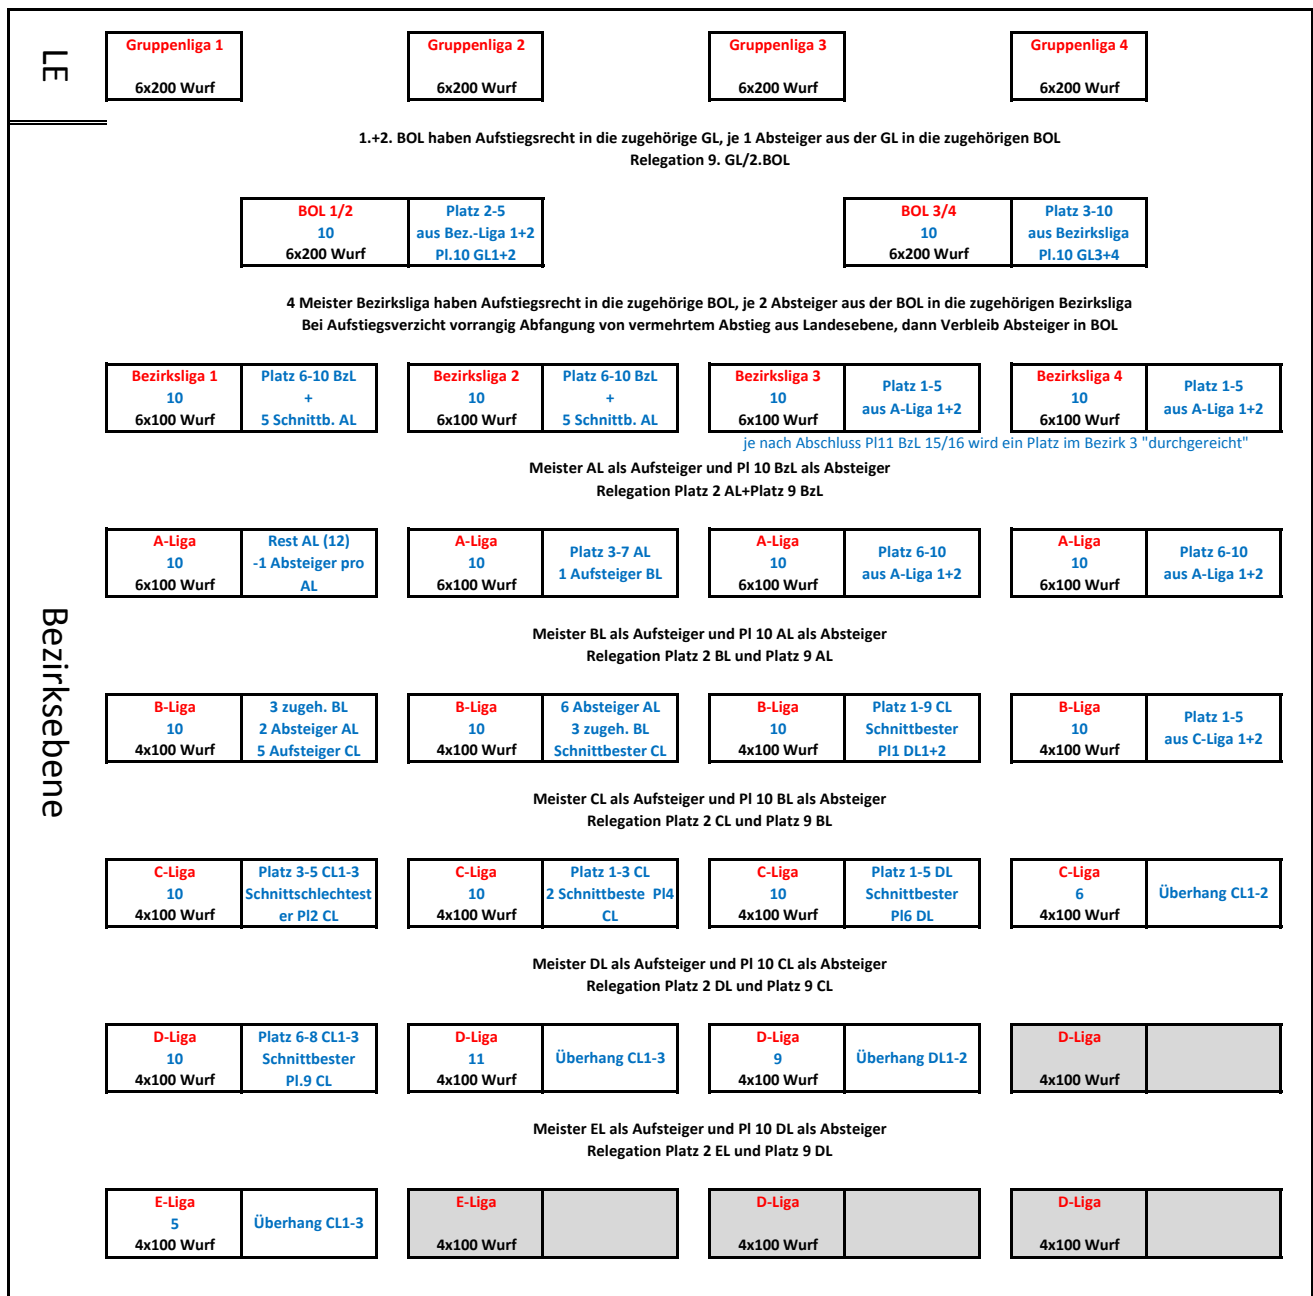 LE
Gruppenliga 1
6x200 Wurf
Gruppenliga 2
6x200 Wurf
Gruppenliga 3
6x200 Wurf
Gruppenliga 4
6x200 Wurf
1.+2. BOL haben Aufstiegsrecht in die zugehörige GL, je 1 Absteiger aus der GL in die zugehörigen BOL
Relegation 9. GL/2.BOL
Bezirksebene
BOL 1/2
10
6x200 Wurf
Platz 2-5
aus Bez.-Liga 1+2
Pl.10 GL1+2
BOL 3/4
10
6x200 Wurf
Platz 3-10
aus Bezirksliga
Pl.10 GL3+4
4 Meister Bezirksliga haben Aufstiegsrecht in die zugehörige BOL, je 2 Absteiger aus der BOL in die zugehörigen Bezirksliga
Bei Aufstiegsverzicht vorrangig Abfangung von vermehrtem Abstieg aus Landesebene, dann Verbleib Absteiger in BOL
Bezirksliga 1
10
6x100 Wurf
Platz 6-10 BzL
+
5 Schnittb. AL
Bezirksliga 2
10
6x100 Wurf
Platz 6-10 BzL
+
5 Schnittb. AL
Bezirksliga 3
10
6x100 Wurf
Platz 1-5
aus A-Liga 1+2
Bezirksliga 4
10
6x100 Wurf
Platz 1-5
aus A-Liga 1+2
je nach Abschluss Pl11 BzL 15/16 wird ein Platz im Bezirk 3 "durchgereicht"
Meister AL als Aufsteiger und Pl 10 BzL als Absteiger
Relegation Platz 2 AL+Platz 9 BzL
A-Liga
10
6x100 Wurf
Rest AL (12)
-1 Absteiger pro
AL
A-Liga
10
6x100 Wurf
Platz 3-7 AL
1 Aufsteiger BL
A-Liga
10
6x100 Wurf
Platz 6-10
aus A-Liga 1+2
A-Liga
10
6x100 Wurf
Platz 6-10
aus A-Liga 1+2
Meister BL als Aufsteiger und Pl 10 AL als Absteiger
Relegation Platz 2 BL und Platz 9 AL
B-Liga
10
4x100 Wurf
3 zugeh. BL
2 Absteiger AL
5 Aufsteiger CL
B-Liga
10
4x100 Wurf
6 Absteiger AL
3 zugeh. BL
Schnittbester CL
B-Liga
10
4x100 Wurf
Platz 1-9 CL
Schnittbester
Pl1 DL1+2
B-Liga
10
4x100 Wurf
Platz 1-5
aus C-Liga 1+2
Meister CL als Aufsteiger und Pl 10 BL als Absteiger
Relegation Platz 2 CL und Platz 9 BL
C-Liga
10
4x100 Wurf
Platz 3-5 CL1-3
Schnittschlechtest
er Pl2 CL
C-Liga
10
4x100 Wurf
Platz 1-3 CL
2 Schnittbeste Pl4
CL
C-Liga
10
4x100 Wurf
Platz 1-5 DL
Schnittbester
Pl6 DL
C-Liga
6
4x100 Wurf
Überhang CL1-2
Meister DL als Aufsteiger und Pl 10 CL als Absteiger
Relegation Platz 2 DL und Platz 9 CL
D-Liga
10
4x100 Wurf
Platz 6-8 CL1-3
Schnittbester
Pl.9 CL
D-Liga
11
4x100 Wurf
Überhang CL1-3
D-Liga
9
4x100 Wurf
Überhang DL1-2
D-Liga
4x100 Wurf
Meister EL als Aufsteiger und Pl 10 DL als Absteiger
Relegation Platz 2 EL und Platz 9 DL
E-Liga
5
4x100 Wurf
Überhang CL1-3
E-Liga
4x100 Wurf
D-Liga
4x100 Wurf
D-Liga
4x100 Wurf